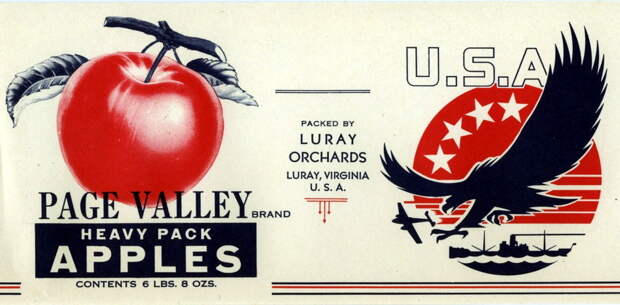 PAGE VALLEY BRAND
HEAVY PACK
APPLES
CONTENTS 6 LBS. 8 OZS.
PACKED BY
LURAY
ORCHARDS
LURAY, VIRGINIA
U. S. A.
U.S.A